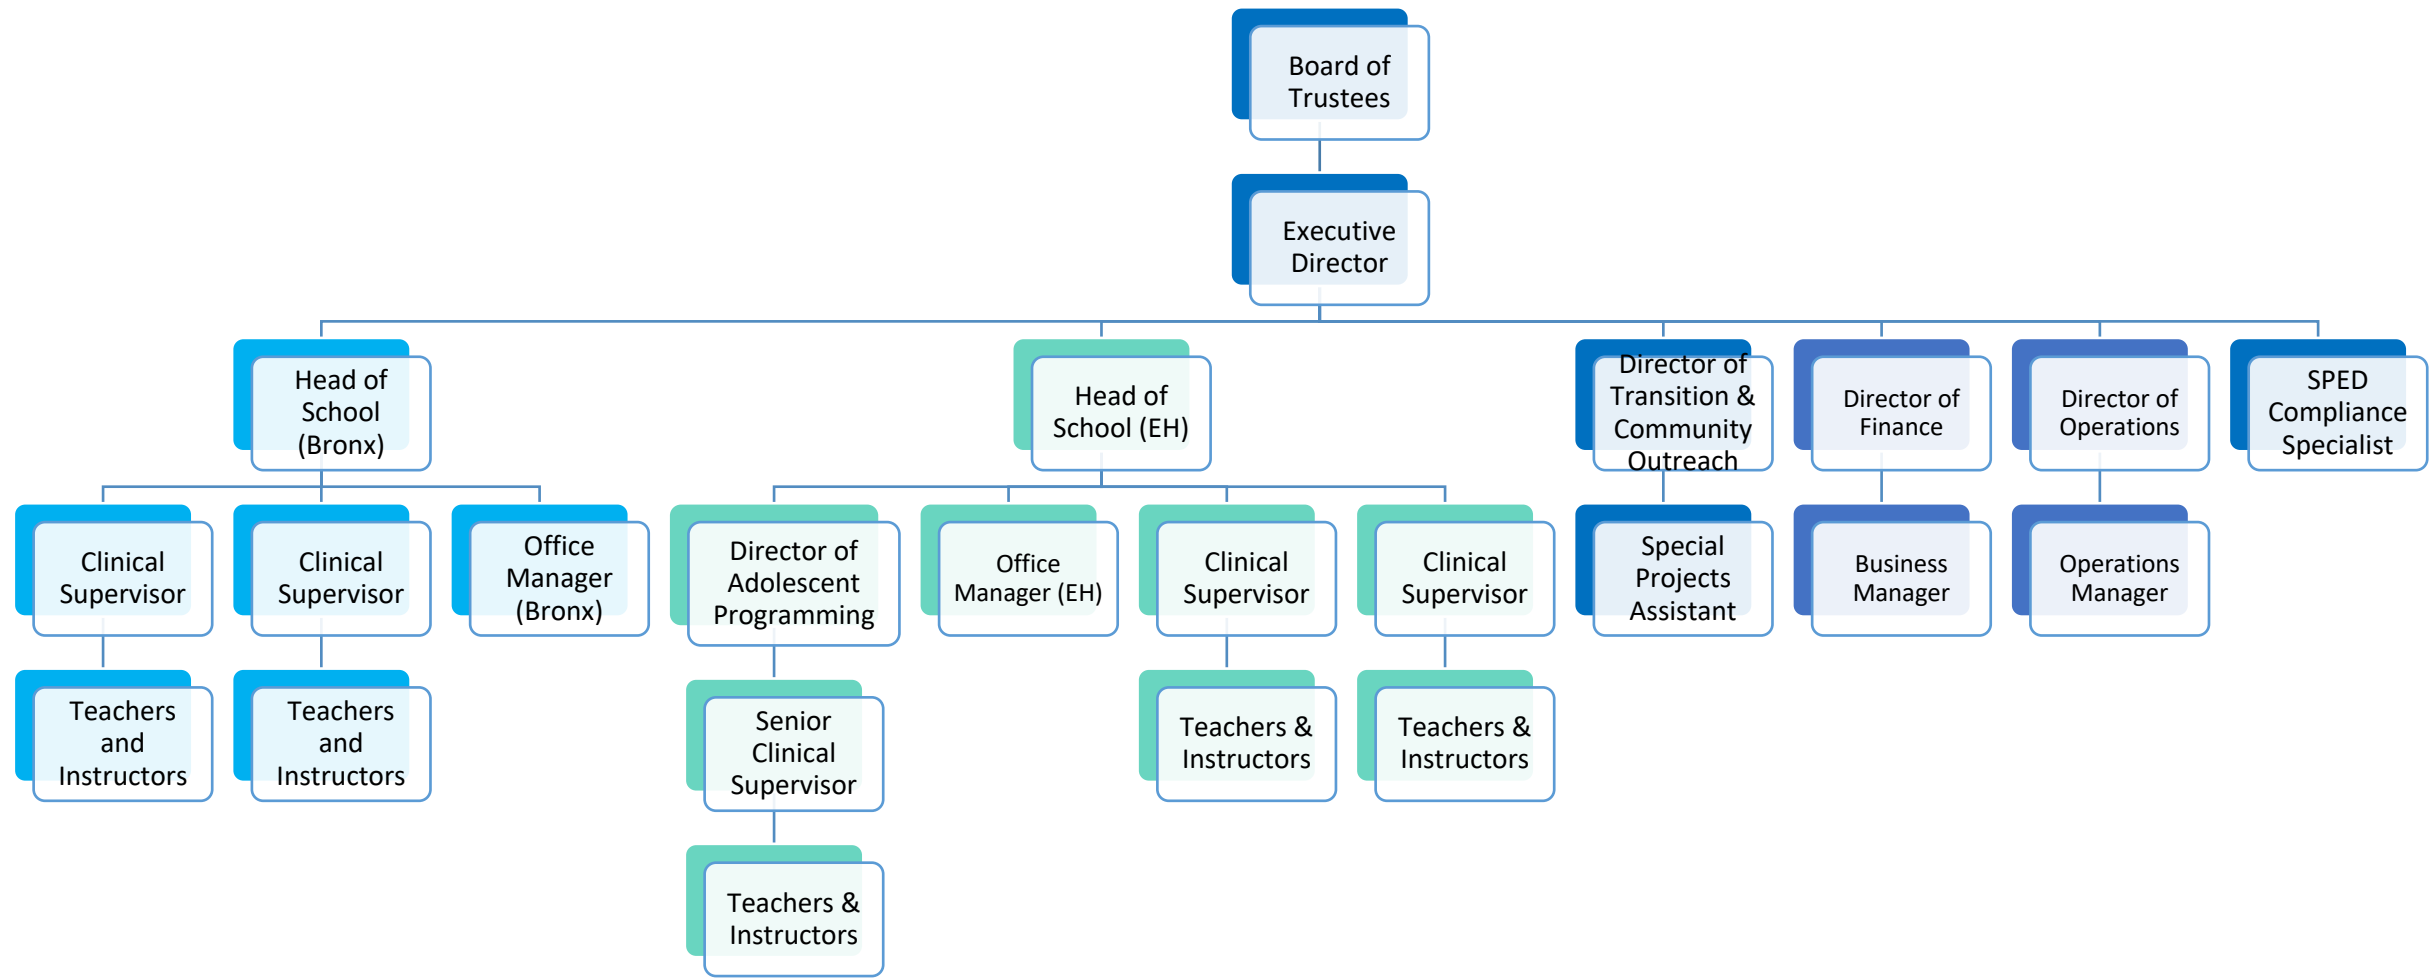 Board of
Trustees
Executive
Director
Head of
School
(Bronx)
Head of
School (EH)
Director of
Transition &
Community
Outreach
Director of
Finance
Director of
Operations
SPED
Compliance
Specialist
Clinical
Supervisor
Clinical
Supervisor
Office
Manager
(Bronx)
Director of
Adolescent
Programming
Office
Manager (EH)
Clinical
Supervisor
Clinical
Supervisor
Special
Projects
Assistant
Business
Manager
Operations
Manager
Teachers
and
Instructors
Teachers
and
Instructors
Senior
Clinical
Supervisor
Teachers &
Instructors
Teachers &
Instructors
Teachers &
Instructors